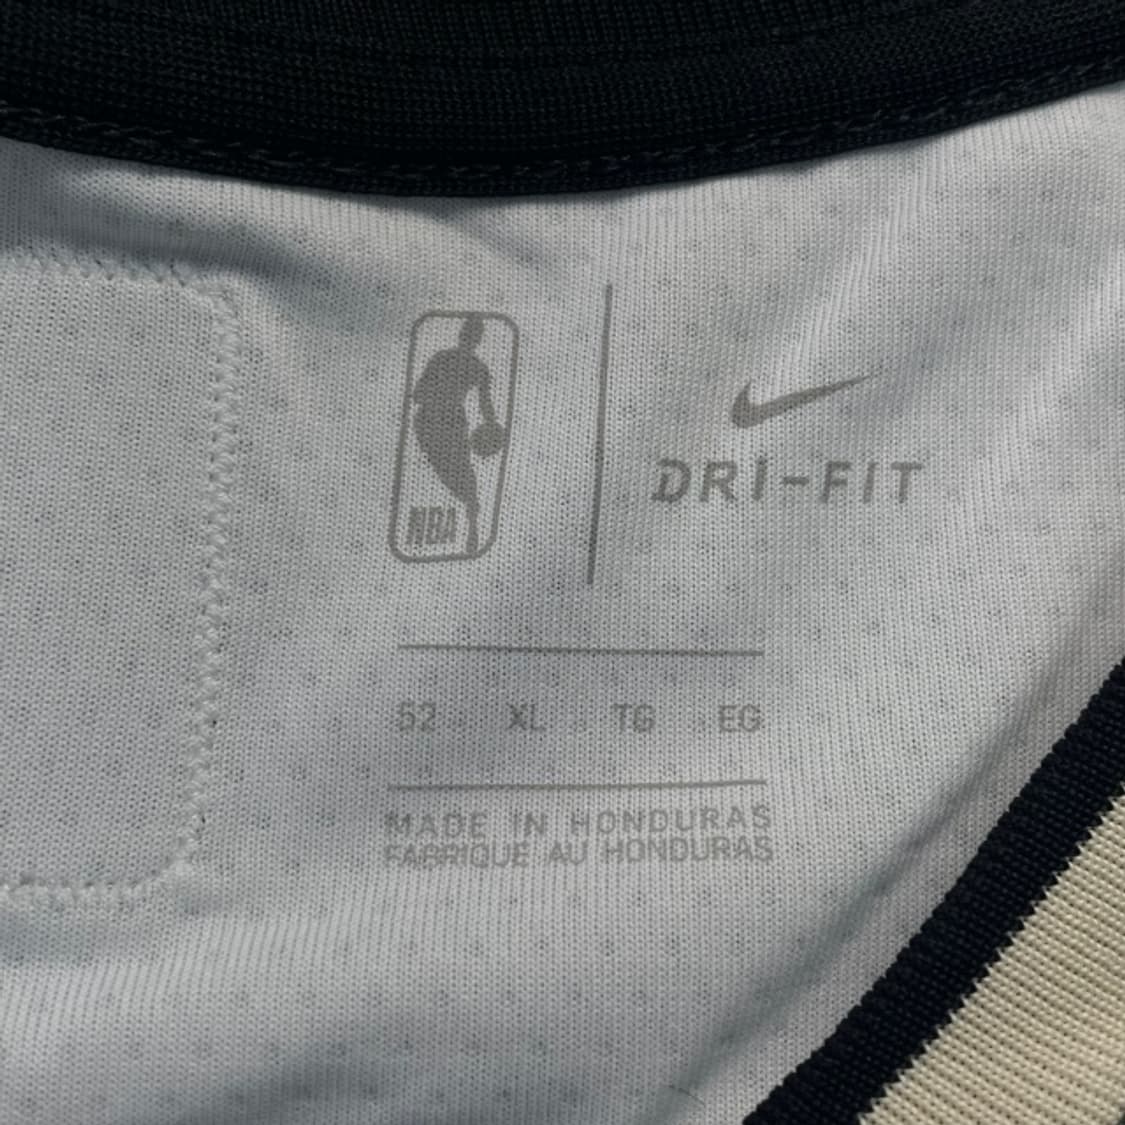 NBA
DRI-FIT
52 XL TG EG
MADE IN HONDURAS
FABRIQUE AU HONDURAS